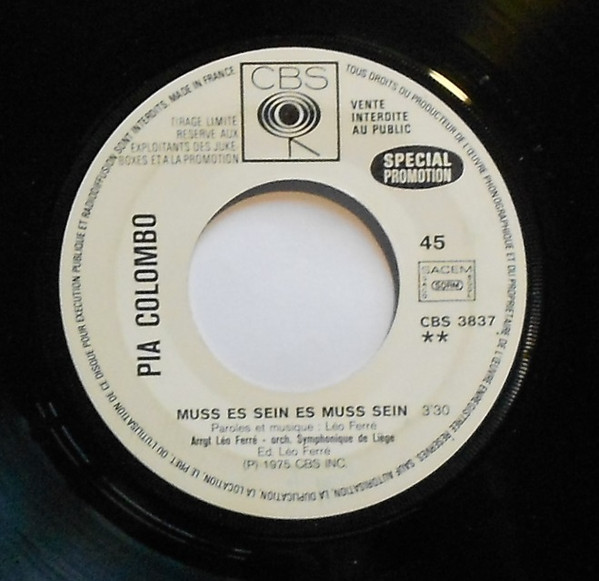 MADE IN FRANCE
TOUS DROITS DU PRODUCTEUR DE L'ŒUVRE PHONOGRAPHIQUE ET DU PROPRIETAIRE DE L'ŒUVRE ENREGISTREE RESERVES. SAUF AUTORISATION, LA DUPLICATION, LA LOCATION, LE PRET, OU L'UTILISATION DE CE DISQUE POUR EXECUTION PUBLIQUE ET RADIODIFFUSION SONT INTERDITS.
CBS
TIRAGE LIMITE
RESERVE AUX
EXPLOITANTS DES JUKE.
BOXES ET A LA PROMOTION
VENTE
INTERDITE
AU PUBLIC
SPECIAL
PROMOTION
PIA COLOMBO
45
SACEM
SDRM
CBS 3837
**
MUSS ES SEIN ES MUSS SEIN 3'30
Paroles et musique : Léo Ferré
Arrgt Léo Ferré - orch. Symphonique de Liège
Ed. Léo Ferré
(P) 1975 CBS INC.